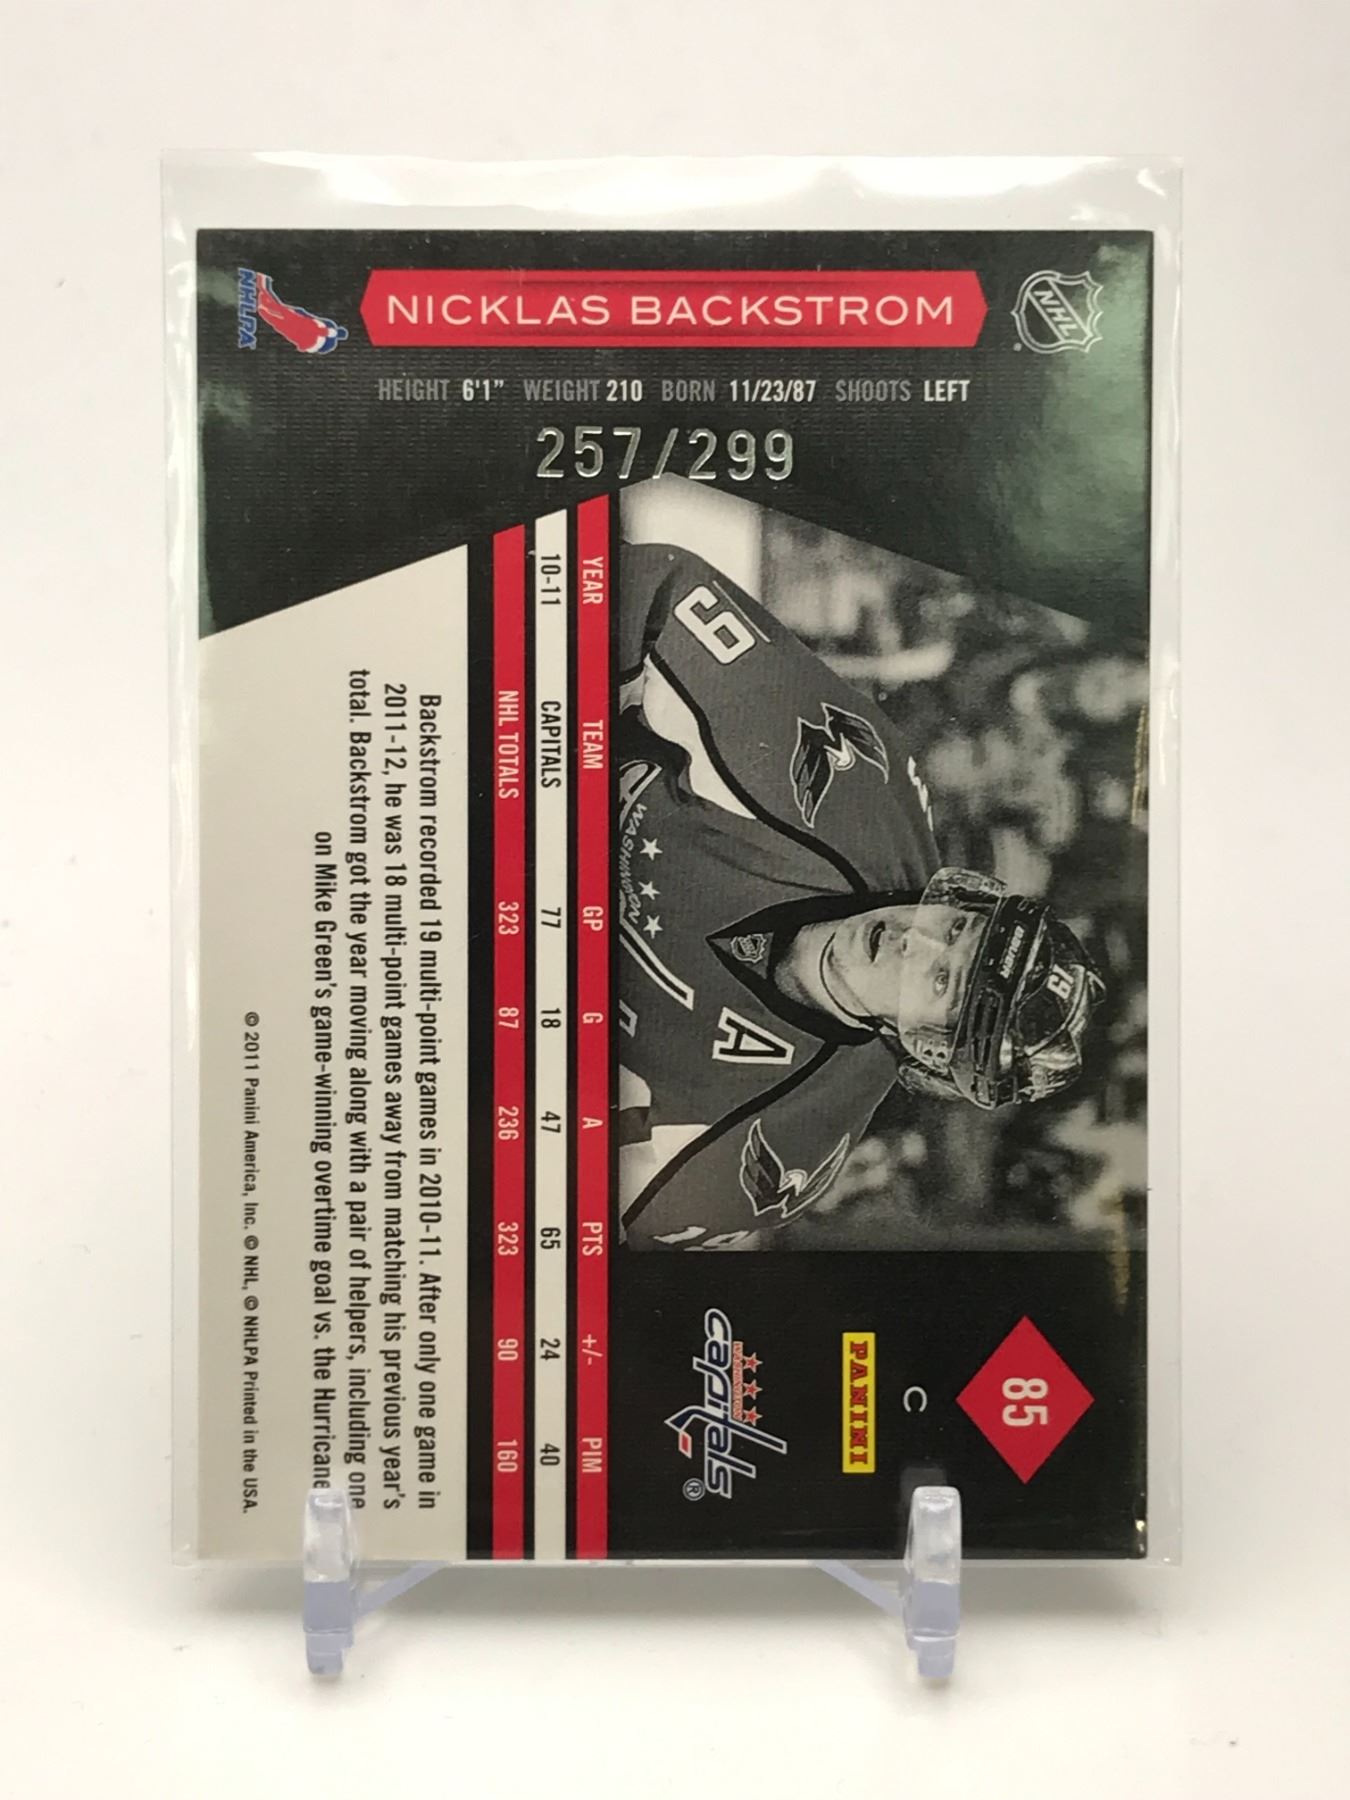 NICKLAS BACKSTROM
NHL
NHLPA
HEIGHT 6'1" WEIGHT 210 BORN 11/23/87 SHOOTS LEFT
257/299
85
C
PANINI
WASHINGTON
capitals®
19
19
A
WASHINGTON
YEAR TEAM GP G A PTS +/- PIM
10-11 CAPITALS 77 18 47 65 24 40
NHL TOTALS 323 87 236 323 90 160
Backstrom recorded 19 multi-point games in 2010-11. After only one game in
2011-12, he was 18 multi-point games away from matching his previous year's
total. Backstrom got the year moving along with a pair of helpers, including one
on Mike Green's game-winning overtime goal vs. the Hurricane
© 2011 Panini America, Inc. © NHL, © NHLPA Printed in the USA.